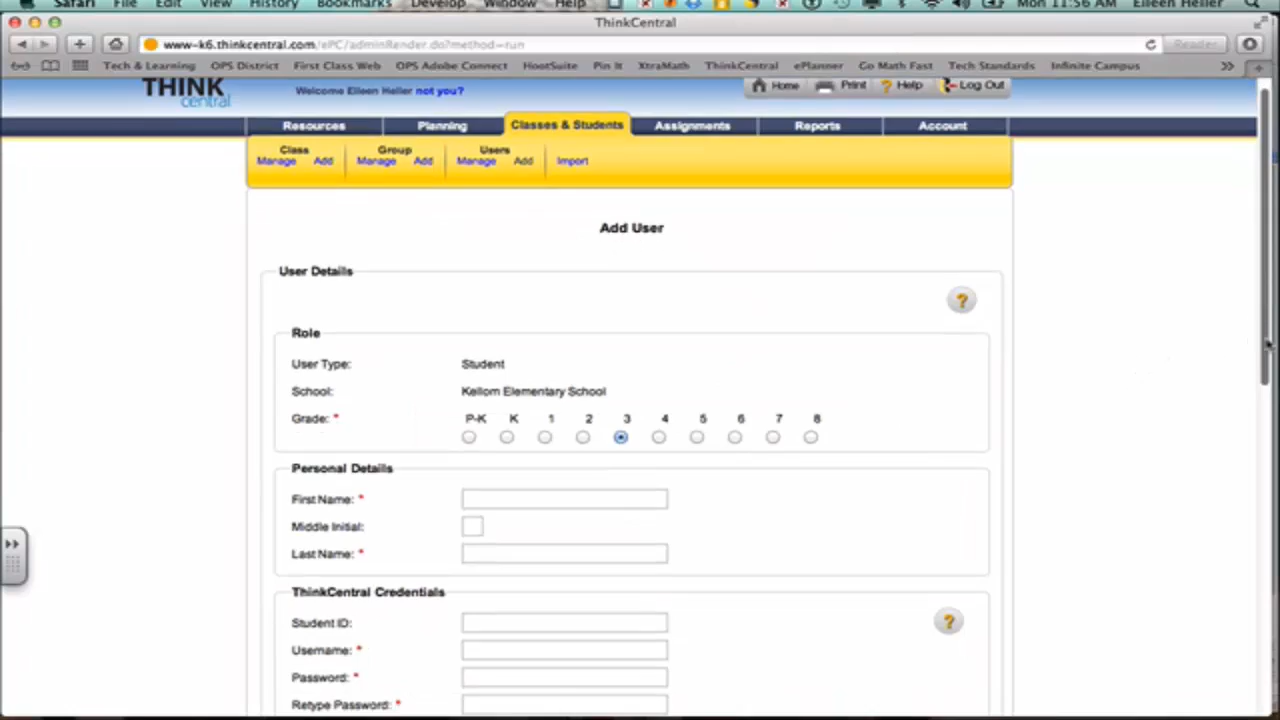 Safari File Edit View History Bookmarks Develop Window Help Mon 11:56 AM Eileen Heller
ThinkCentral
www-k6.thinkcentral.com/ePC/adminRender.do?method=run Reader
Tech & Learning OPS District First Class Web OPS Adobe Connect HootSuite Pin It XtraMath ThinkCentral ePlanner Go Math Fast Tech Standards Infinite Campus
THINK central Welcome Eileen Heller not you? Home Print ? Help Log Out
Resources Planning Classes & Students Assignments Reports Account
Class Group Users
Manage Add Manage Add Manage Add Import
Add User
User Details
?
Role
User Type: Student
School: Kellom Elementary School
Grade: * P-K K 1 2 3 4 5 6 7 8
Personal Details
First Name: *
Middle Initial:
Last Name: *
ThinkCentral Credentials
Student ID: ?
Username: *
Password: *
Retype Password: *